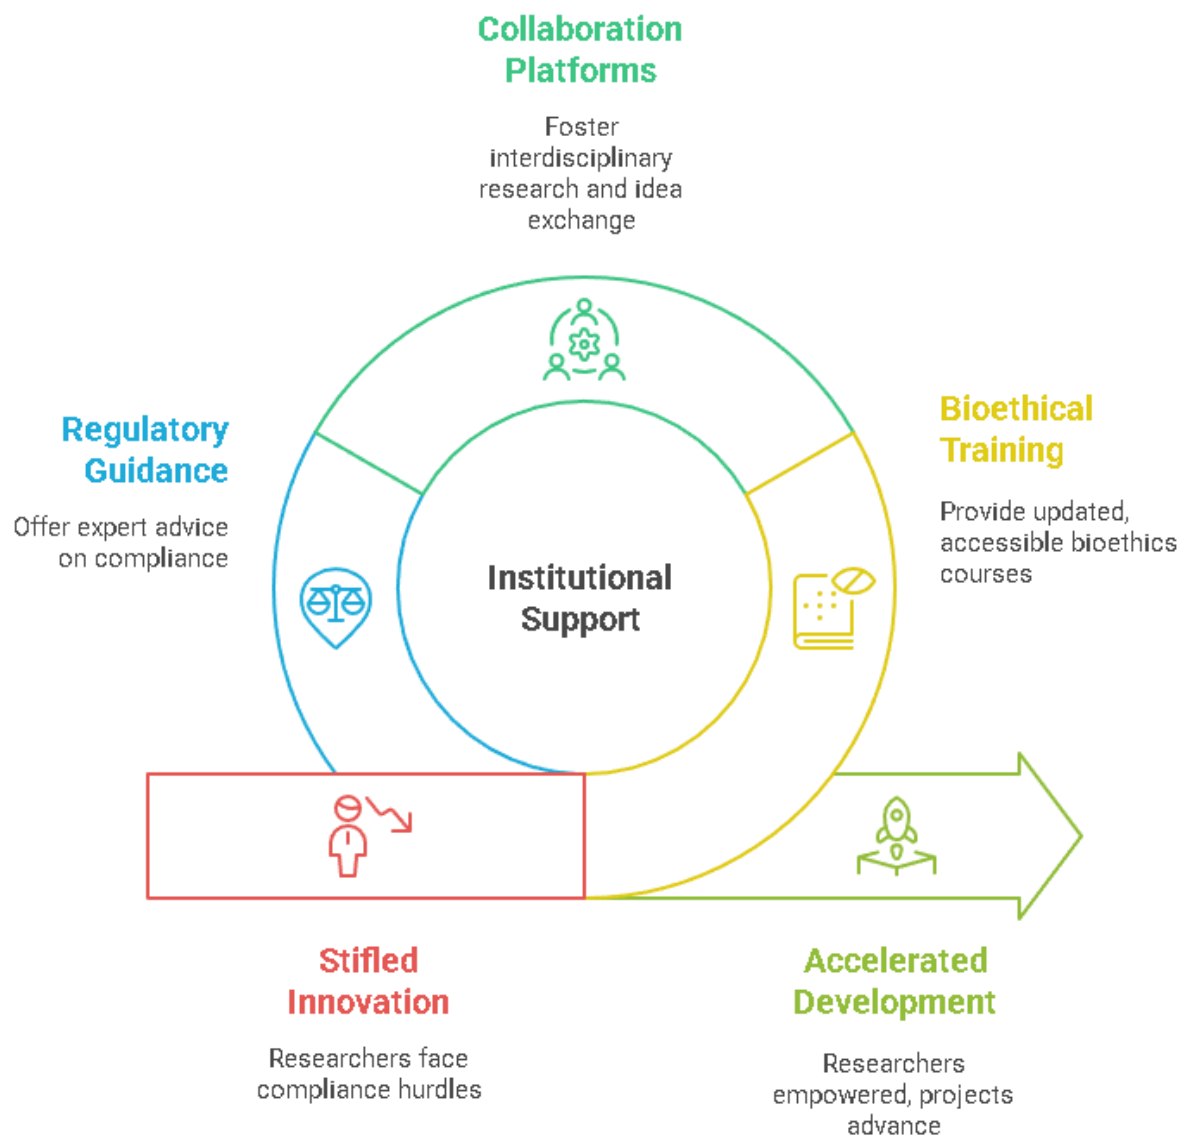 Collaboration
Platforms
Foster
interdisciplinary
research and idea
exchange
Regulatory
Guidance
Offer expert advice
on compliance
Bioethical
Training
Provide updated,
accessible bioethics
courses
Institutional
Support
Stifled
Innovation
Researchers face
compliance hurdles
Accelerated
Development
Researchers
empowered, projects
advance